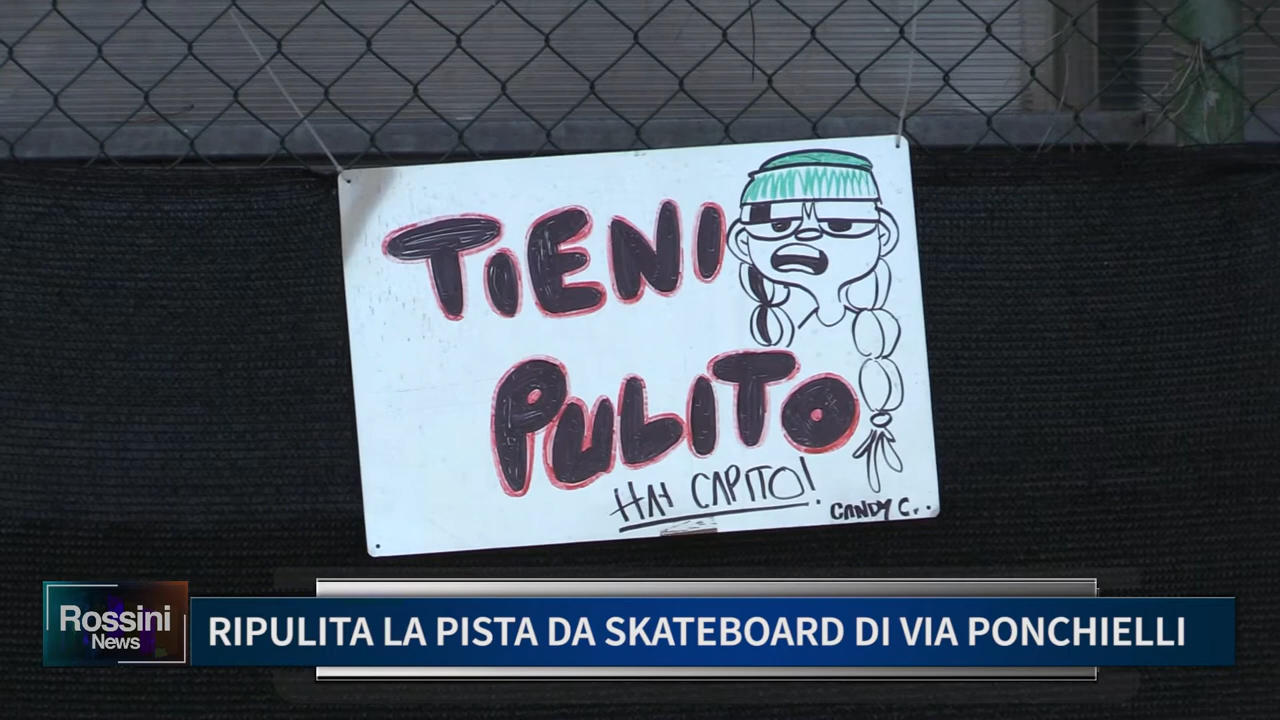 TIENI
PULITO
HAI CAPITO!
CANDY C..
Rossini
News
RIPULITA LA PISTA DA SKATEBOARD DI VIA PONCHIELLI